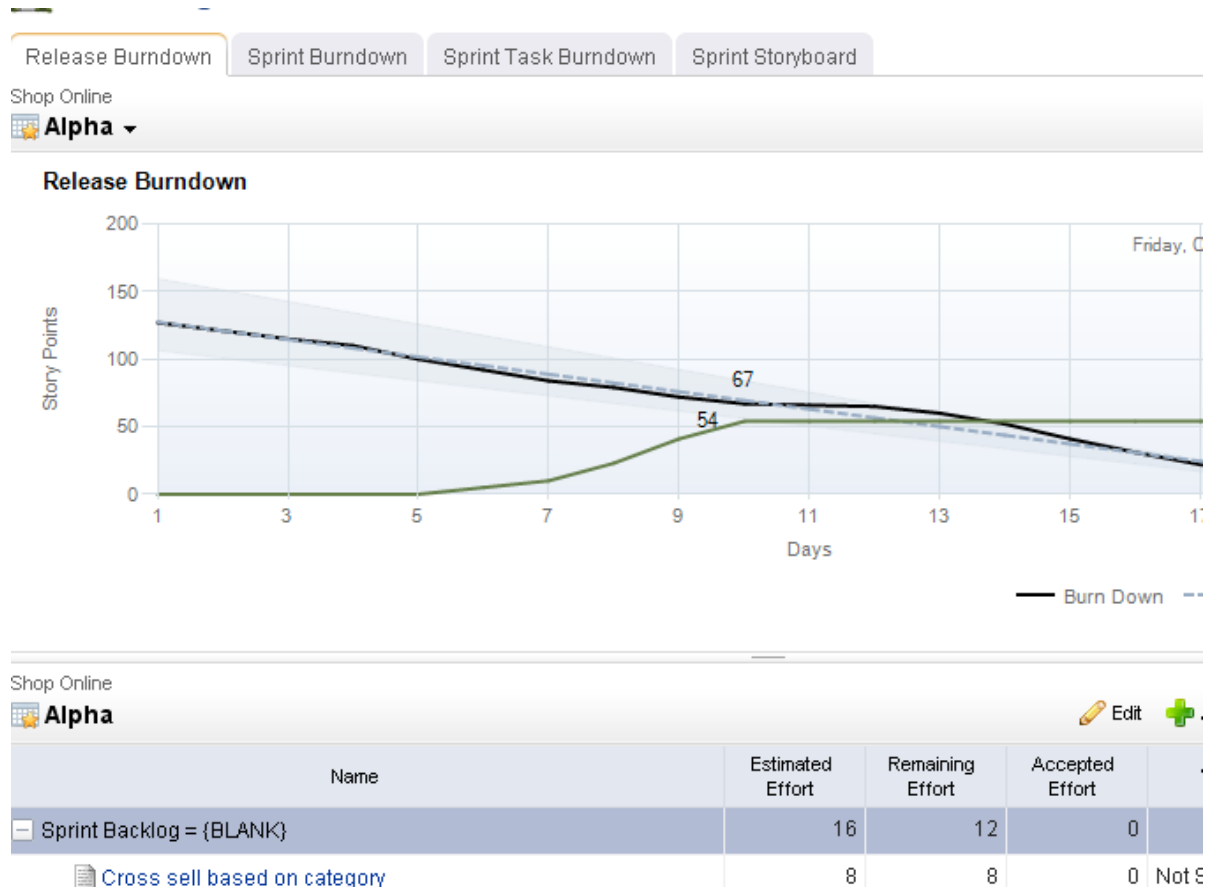 Release Burndown Sprint Burndown Sprint Task Burndown Sprint Storyboard
Shop Online
Alpha
Release Burndown
200
Friday,
150
Story Points
100
67
50
54
0
1 3 5 7 9 11 13 15
Days
Burn Down
Shop Online
Alpha
Edit
Name Estimated Effort Remaining Effort Accepted Effort
Sprint Backlog = {BLANK} 16 12 0
Cross sell based on category 8 8 0 Not